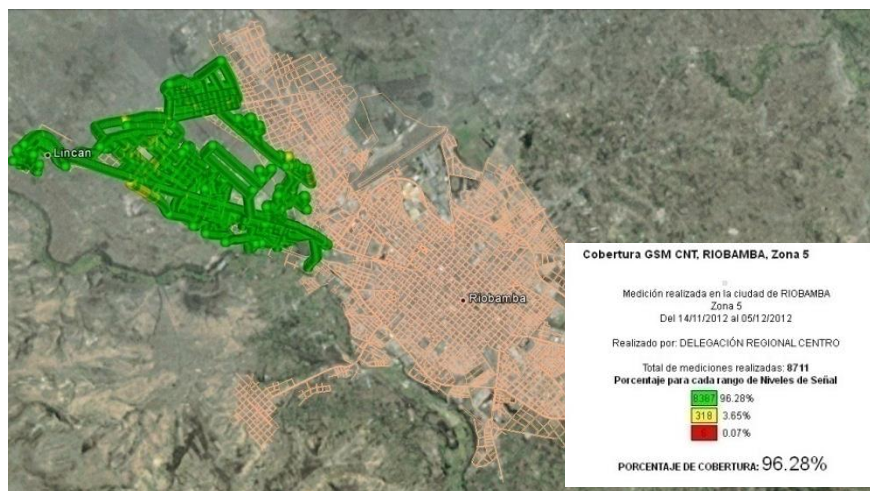 Lincan
Riobamba
Cobertura GSM CNT, RIOBAMBA, Zona 5
Medición realizada en la ciudad de RIOBAMBA
Zona 5
Del 14/11/2012 al 05/12/2012
Realizado por: DELEGACIÓN REGIONAL CENTRO
Total de mediciones realizadas: 8711
Porcentaje para cada rango de Niveles de Señal
8387 96.28%
318 3.65%
0.07%
PORCENTAJE DE COBERTURA: 96.28%